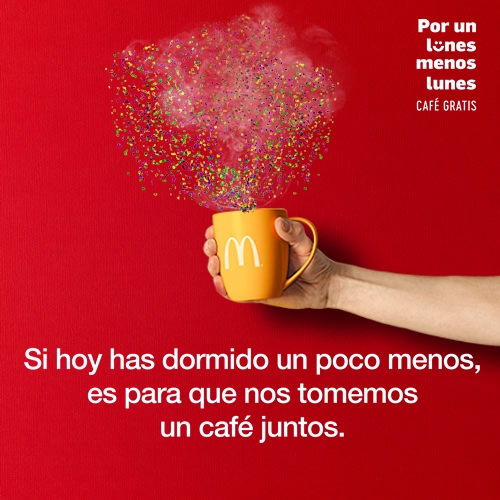 Por un
lunes
menos
lunes
CAFÉ GRATIS
M
Si hoy has dormido un poco menos,
es para que nos tomemos
un café juntos.